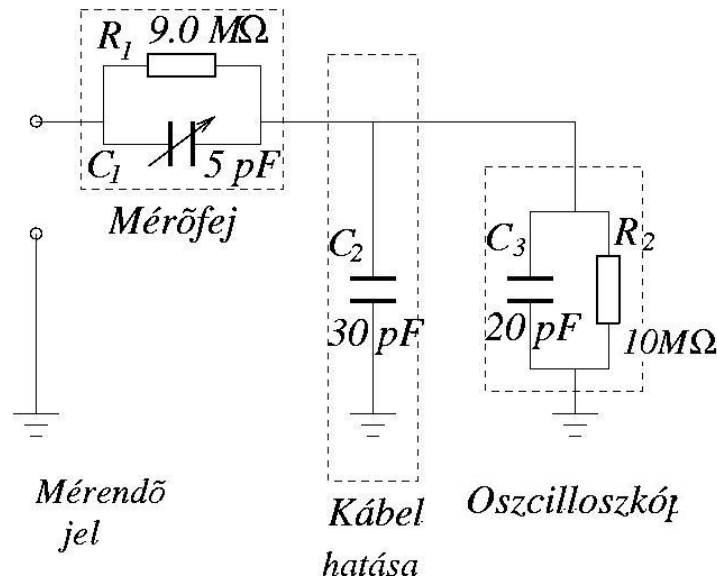 R1 9.0 MΩ
C1 5 pF
Mérõfej
C2
30 pF
C3
R2
20 pF
10MΩ
Mérendõ
jel
Kábel
hatása
Oszcilloszkóp